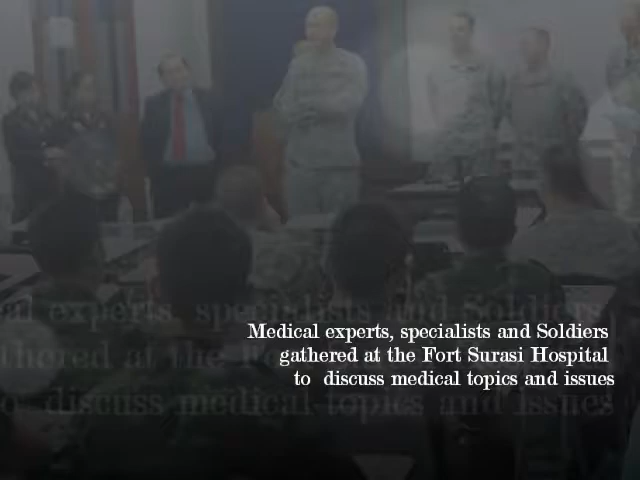 Medical experts, specialists and Soldiers
gathered at the Fort Surasi Hospital
to discuss medical topics and issues